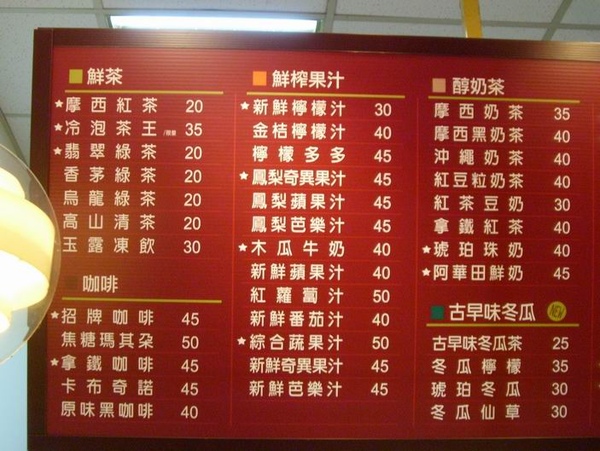 鮮茶
★摩西紅茶 20
★冷泡茶王 /限量 35
★翡翠綠茶 20
香茅綠茶 20
烏龍綠茶 20
高山清茶 20
玉露凍飲 30
咖啡
★招牌咖啡 45
焦糖瑪其朵 50
★拿鐵咖啡 45
卡布奇諾 45
原味黑咖啡 40
鮮榨果汁
★新鮮檸檬汁 30
金桔檸檬汁 40
檸檬多多 45
★鳳梨奇異果汁 45
鳳梨蘋果汁 45
鳳梨芭樂汁 45
★木瓜牛奶 40
新鮮蘋果汁 40
紅蘿蔔汁 50
新鮮番茄汁 40
★綜合蔬果汁 50
新鮮奇異果汁 45
新鮮芭樂汁 45
醇奶茶
摩西奶茶 35
摩西黑奶茶 40
沖繩奶茶 40
紅豆粒奶茶 40
紅茶豆奶 30
拿鐵紅茶 40
★琥珀珠奶 40
★阿華田鮮奶 45
古早味冬瓜 NEW
古早味冬瓜茶 25
冬瓜檸檬 35
琥珀冬瓜 30
冬瓜仙草 30